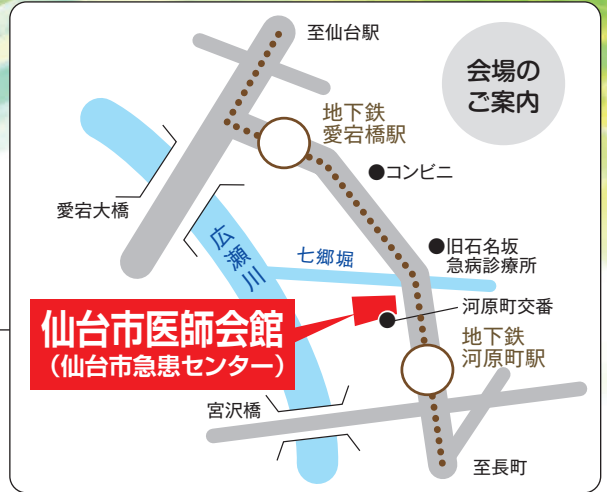 至仙台駅
会場の
ご案内
地下鉄
愛宕橋駅
●コンビニ
愛宕大橋
広瀬川
七郷堀
●旧石名坂
急病診療所
仙台市医師会館
（仙台市急患センター）
河原町交番
地下鉄
河原町駅
宮沢橋
至長町